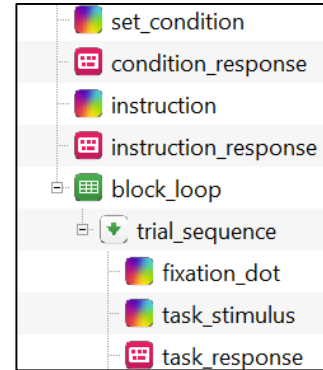 set_condition
condition_response
instruction
instruction_response
block_loop
trial_sequence
fixation_dot
task_stimulus
task_response